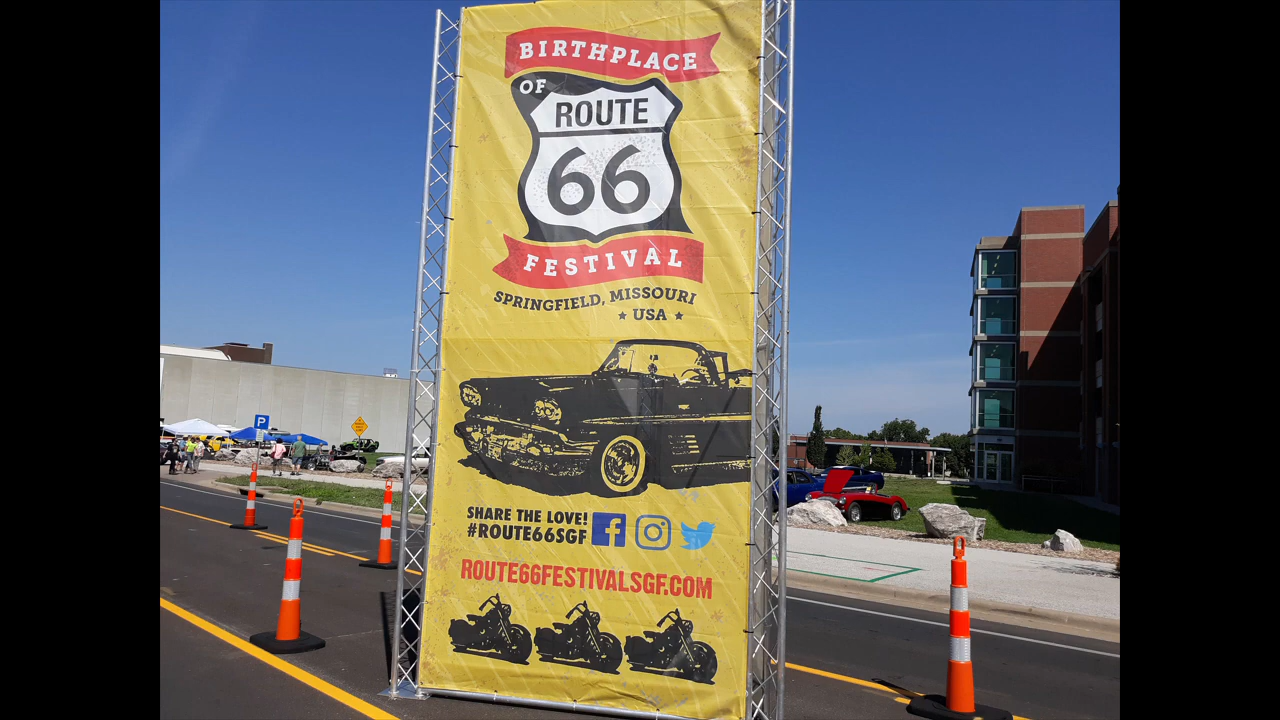 BIRTHPLACE
OF
ROUTE
66
FESTIVAL
SPRINGFIELD, MISSOURI
★ USA ★
SHARE THE LOVE!
#ROUTE66SGF
ROUTE66FESTIVALSGF.COM
P